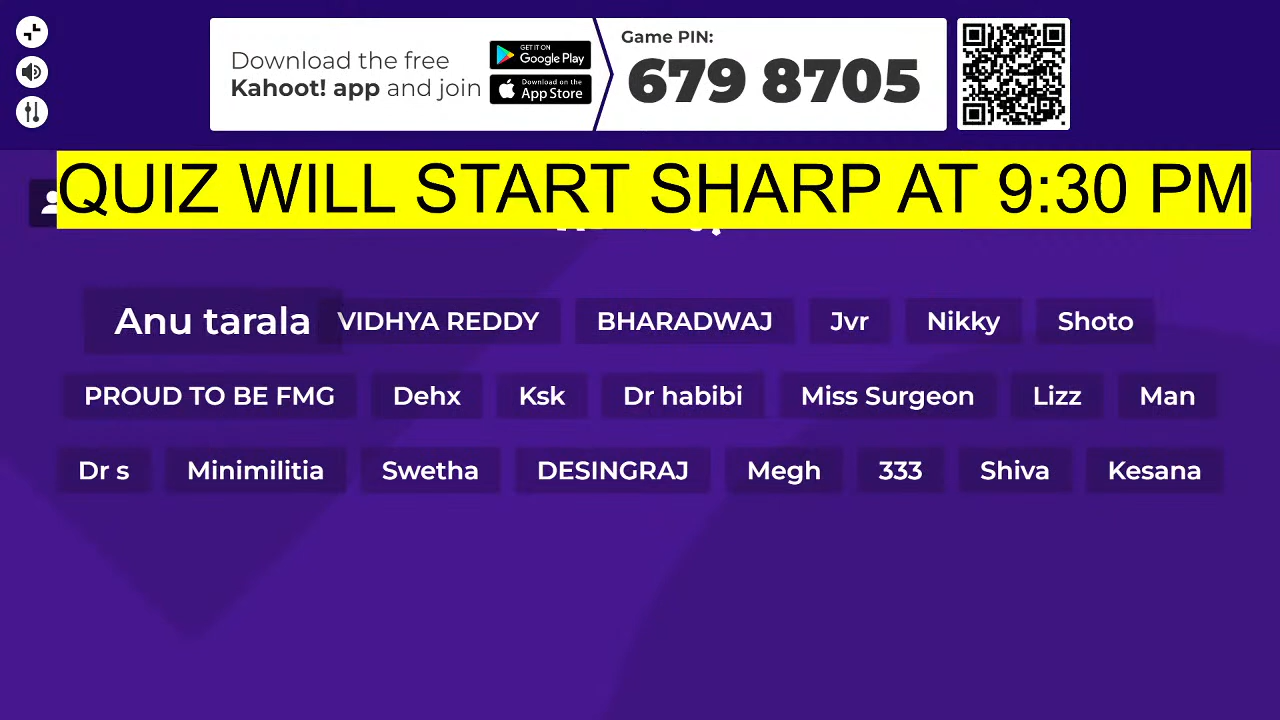 Download the free
Kahoot! app and join
GET IT ON
Google Play
Download on the
App Store
Game PIN:
679 8705
QUIZ WILL START SHARP AT 9:30 PM
Anu tarala VIDHYA REDDY BHARADWAJ Jvr Nikky Shoto
PROUD TO BE FMG Dehx Ksk Dr habibi Miss Surgeon Lizz Man
Dr s Minimilitia Swetha DESINGRAJ Megh 333 Shiva Kesana